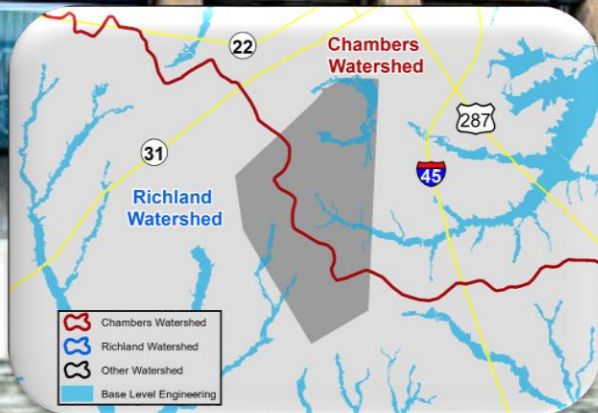 22
Chambers
Watershed
287
31
45
Richland
Watershed
Chambers Watershed
Richland Watershed
Other Watershed
Base Level Engineering